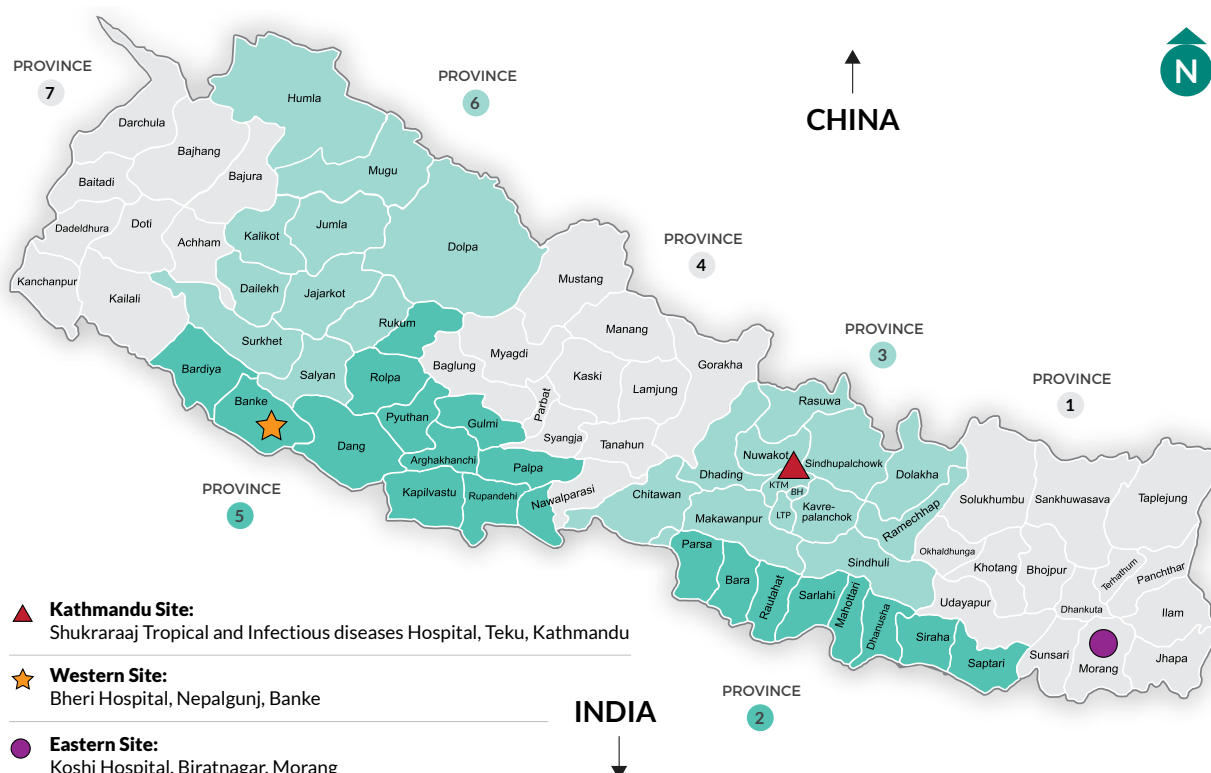 PROVINCE
7
PROVINCE
6
CHINA
N
Humla
Darchula
Bajhang
Mugu
Bajura
Baitadi
Jumla
Doti
Dadeldhura
Kalikot
Achham
Dolpa
Kanchanpur
Kailali
Dailekh
Jajarkot
Mustang
PROVINCE
4
Rukum
Manang
Surkhet
Myagdi
Gorakha
PROVINCE
3
Bardiya
Salyan
Rolpa
Baglung
Kaski
Lamjung
PROVINCE
1
Banke
Parbat
Rasuwa
Pyuthan
Gulmi
Dang
Syangja
Tanahun
Nuwakot
Sindhupalchowk
Arghakhanchi
Palpa
Dhading
Dolakha
PROVINCE
5
Kapilvastu
Rupandehi
Nawalparasi
Chitawan
KTM
BH
LTP
Kavre-
palanchok
Makawanpur
Ramechhap
Solukhumbu
Sankhuwasava
Taplejung
Parsa
Okhaldhunga
Sindhuli
Khotang
Bhojpur
Terhathum
Panchthar
Bara
Rautahat
Sarlahi
Mahottari
Dhanusha
Udayapur
Dhankuta
Ilam
Siraha
Saptari
Sunsari
Morang
Jhapa
PROVINCE
2
INDIA
Kathmandu Site:
Shukraraaj Tropical and Infectious diseases Hospital, Teku, Kathmandu
Western Site:
Bheri Hospital, Nepalgunj, Banke
Eastern Site:
Koshi Hospital, Biratnagar, Morang